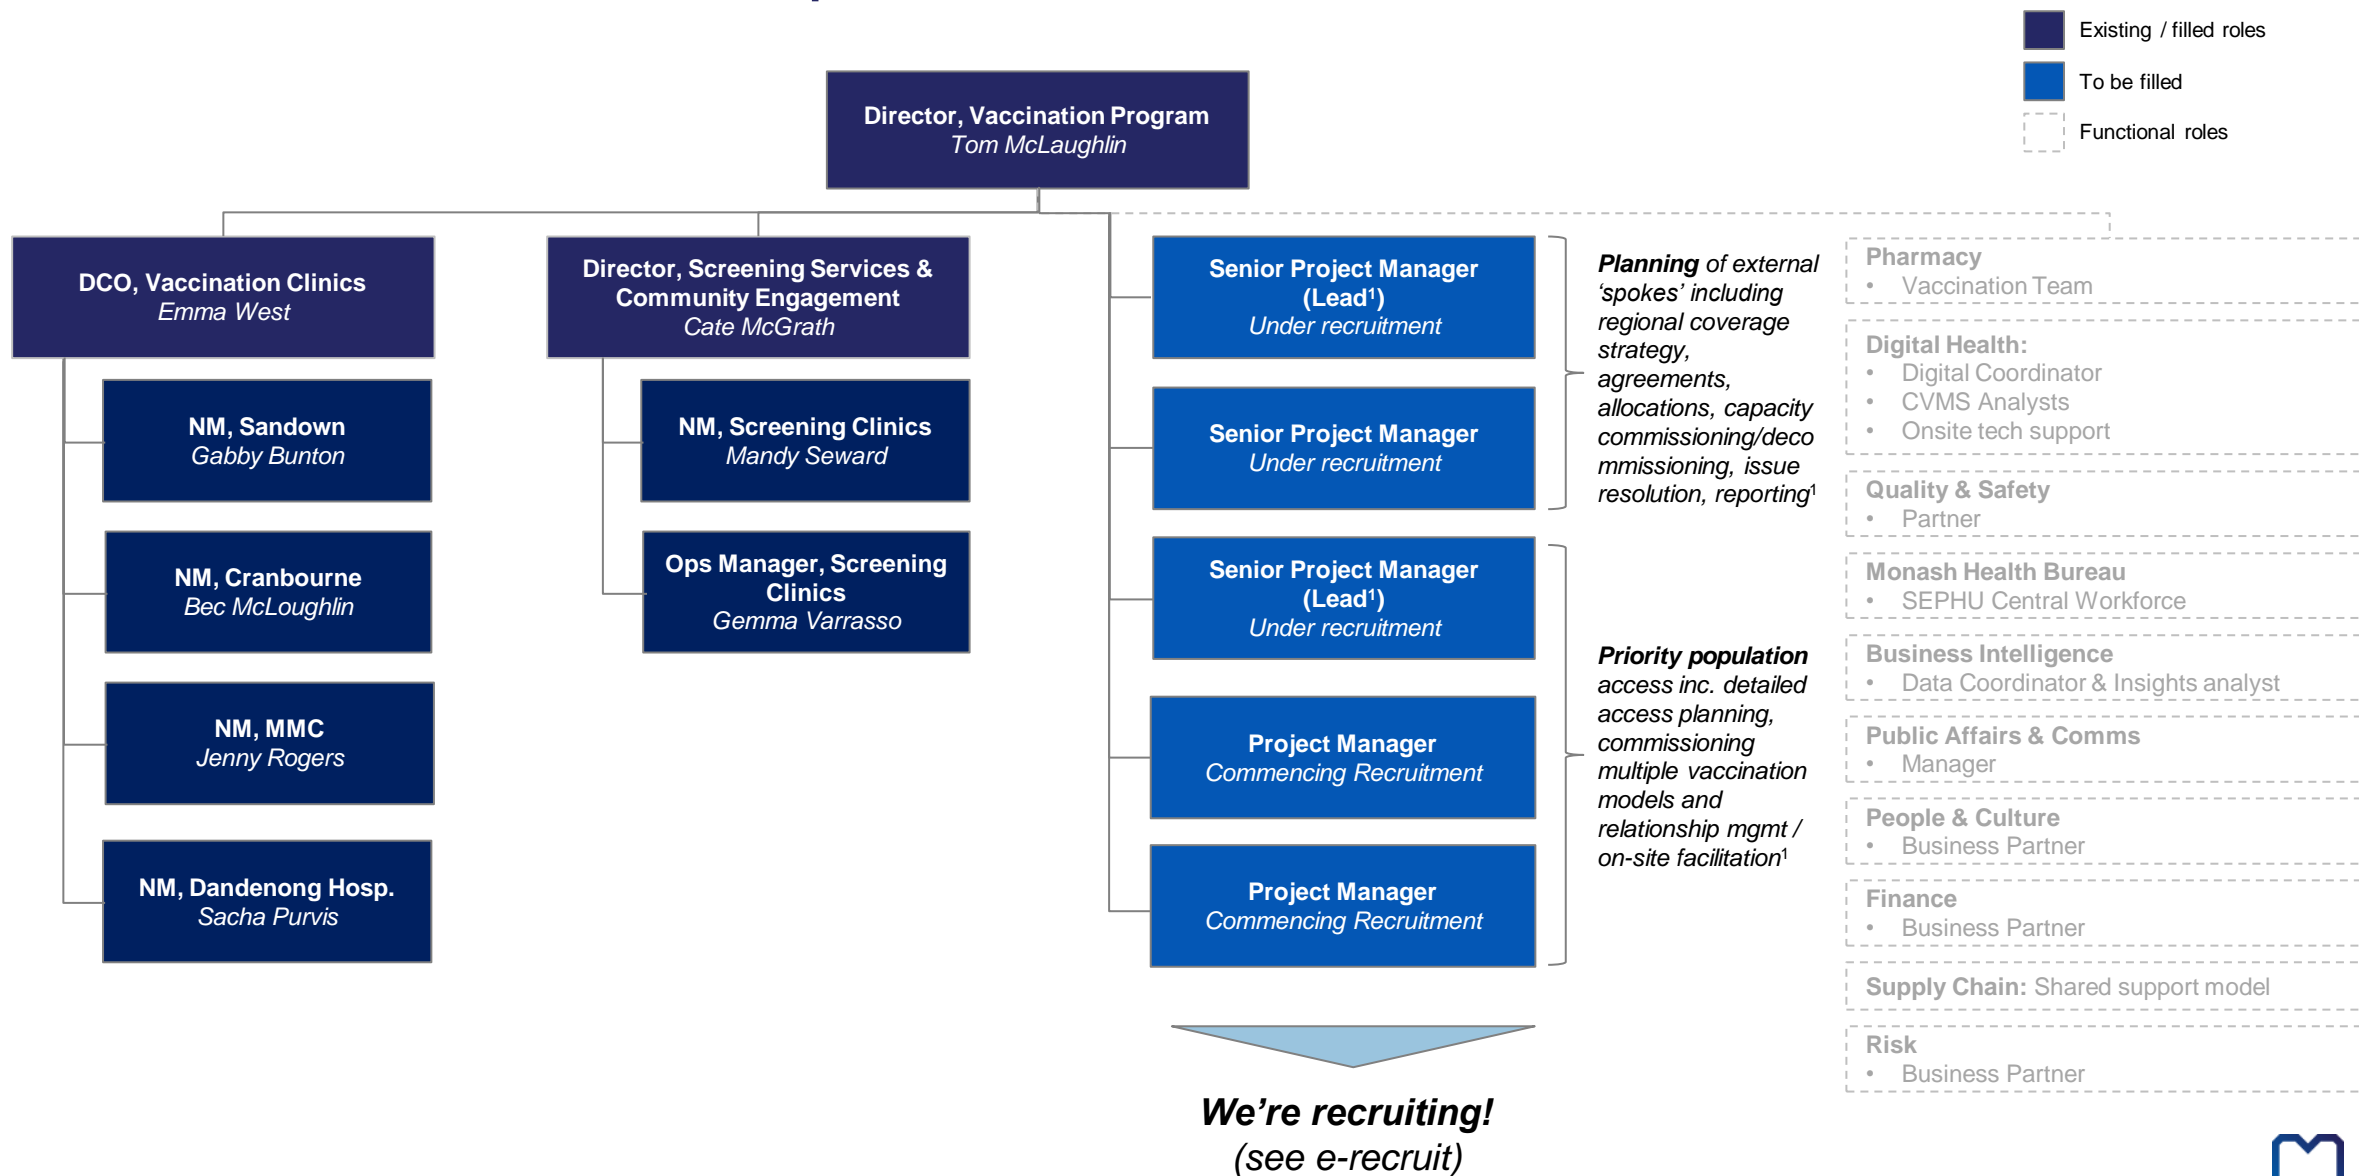 Existing / filled roles
To be filled
Functional roles
Director, Vaccination Program
Tom McLaughlin
DCO, Vaccination Clinics
Emma West
NM, Sandown
Gabby Bunton
NM, Cranbourne
Bec McLoughlin
NM, MMC
Jenny Rogers
NM, Dandenong Hosp.
Sacha Purvis
Director, Screening Services &
Community Engagement
Cate McGrath
NM, Screening Clinics
Mandy Seward
Ops Manager, Screening
Clinics
Gemma Varrasso
Senior Project Manager
(Lead¹)
Under recruitment
Senior Project Manager
Under recruitment
Senior Project Manager
(Lead¹)
Under recruitment
Project Manager
Commencing Recruitment
Project Manager
Commencing Recruitment
Planning of external
‘spokes’ including
regional coverage
strategy,
agreements,
allocations, capacity
commissioning/deco
mmissioning, issue
resolution, reporting¹
Priority population
access inc. detailed
access planning,
commissioning
multiple vaccination
models and
relationship mgmt /
on-site facilitation¹
Pharmacy
• Vaccination Team
Digital Health:
• Digital Coordinator
• CVMS Analysts
• Onsite tech support
Quality & Safety
• Partner
Monash Health Bureau
• SEPHU Central Workforce
Business Intelligence
• Data Coordinator & Insights analyst
Public Affairs & Comms
• Manager
People & Culture
• Business Partner
Finance
• Business Partner
Supply Chain: Shared support model
Risk
• Business Partner
We’re recruiting!
(see e-recruit)